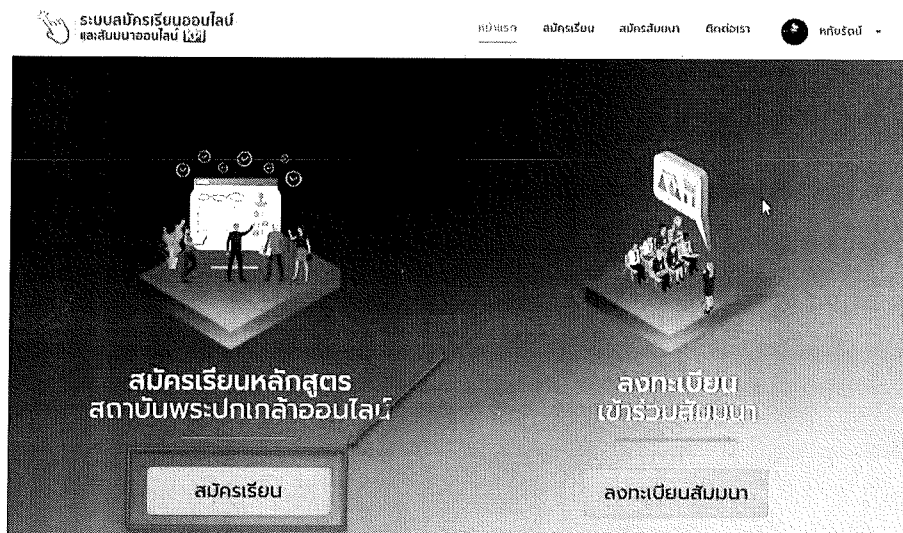 ระบบสมัครเรียนออนไลน์
และสัมมนาออนไลน์ KPI
หน้าแรก สมัครเรียน สมัครสัมมนา ติดต่อเรา หทัยรัตน์
สมัครเรียนหลักสูตร
สถาบันพระปกเกล้าออนไลน์
สมัครเรียน
ลงทะเบียน
เข้าร่วมสัมมนา
ลงทะเบียนสัมมนา